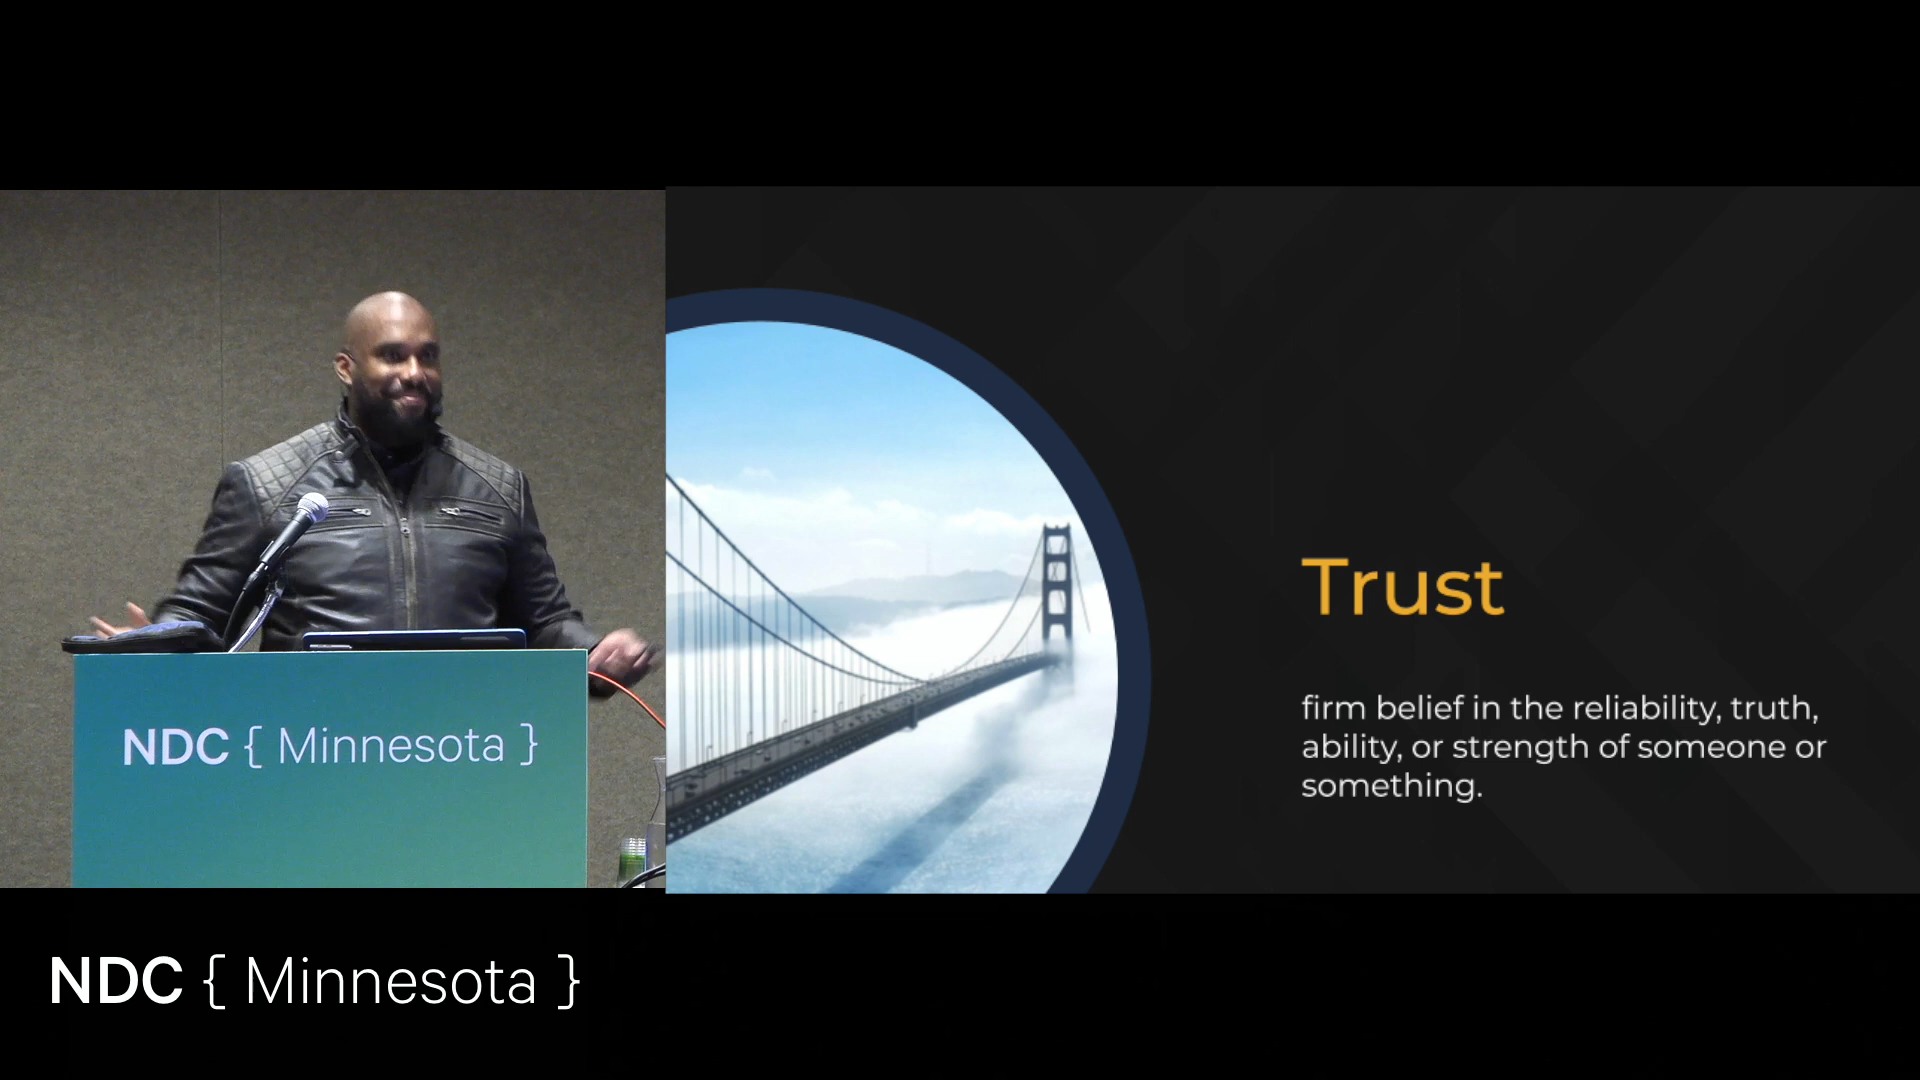 NDC { Minnesota }
Trust
firm belief in the reliability, truth,
ability, or strength of someone or
something.
NDC { Minnesota }